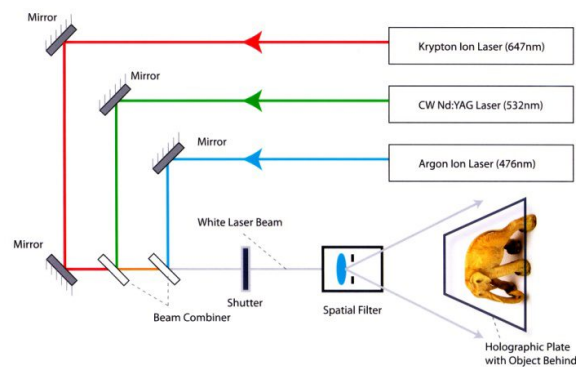 Mirror
Krypton Ion Laser (647nm)
Mirror
CW Nd:YAG Laser (532nm)
Mirror
Argon Ion Laser (476nm)
White Laser Beam
Mirror
Shutter
Spatial Filter
Beam Combiner
Holographic Plate
with Object Behind